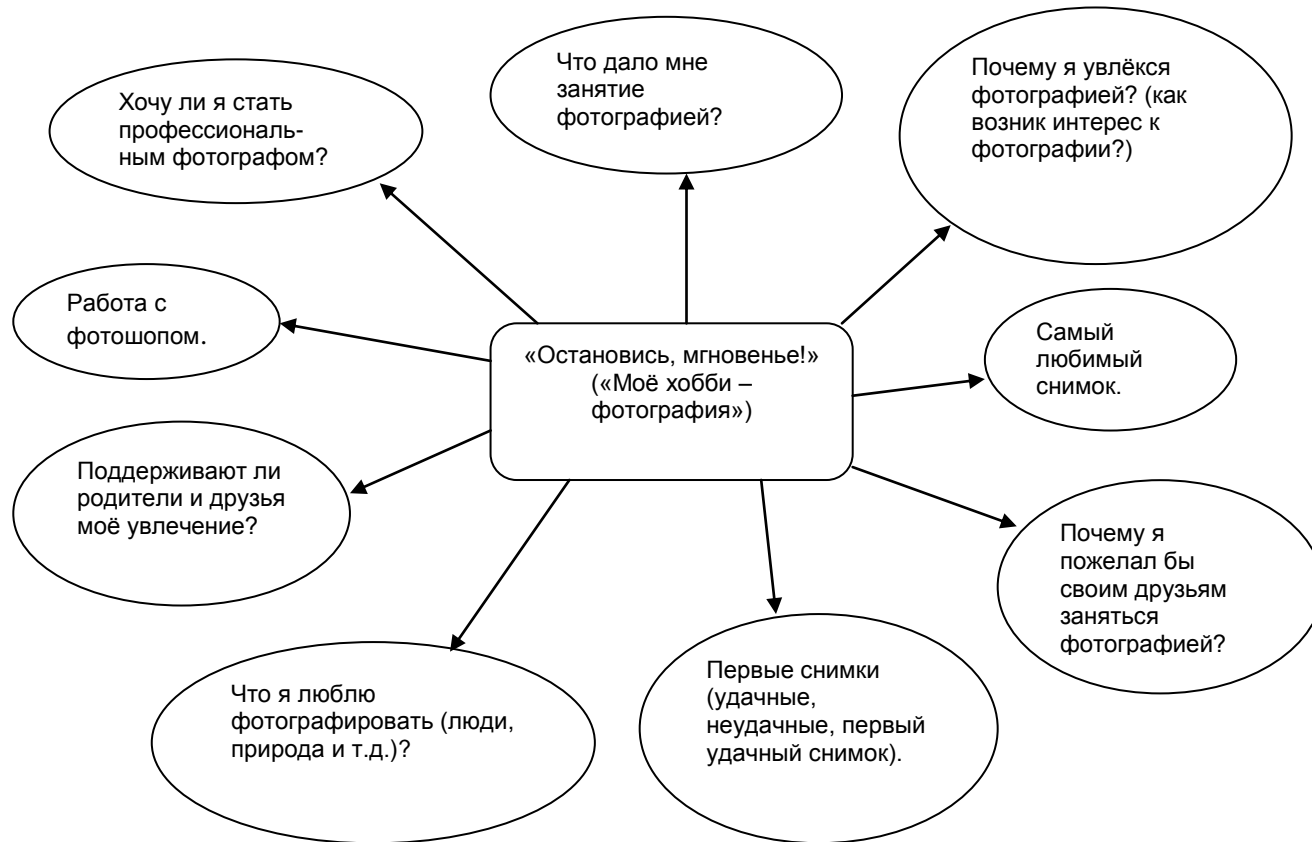 Что дало мне
занятие
фотографией?
Почему я увлёкся
фотографией? (как
возник интерес к
фотографии?)
Хочу ли я стать
профессиональ-
ным фотографом?
Работа с
фотошопом.
«Остановись, мгновенье!»
(«Моё хобби –
фотография»)
Самый
любимый
снимок.
Поддерживают ли
родители и друзья
моё увлечение?
Почему я
пожелал бы
своим друзьям
заняться
фотографией?
Что я люблю
фотографировать (люди,
природа и т.д.)?
Первые снимки
(удачные,
неудачные, первый
удачный снимок).